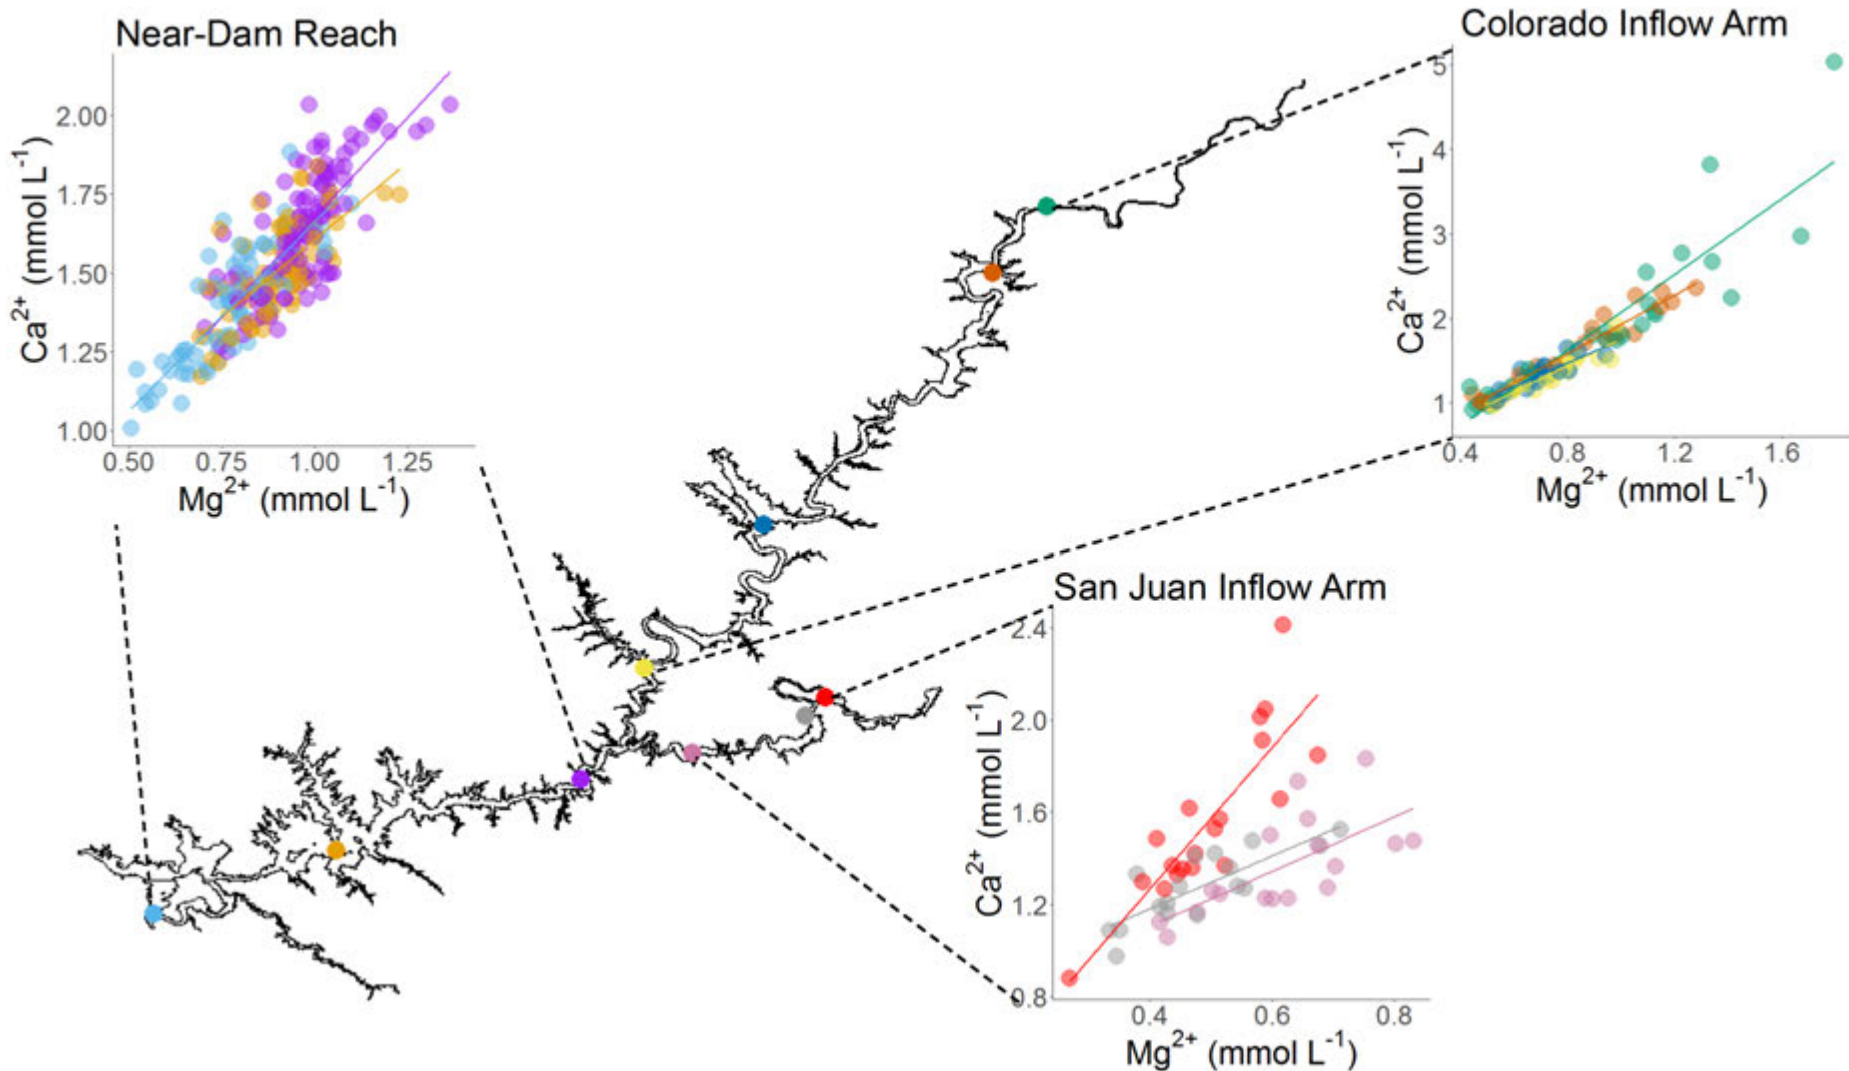 Near-Dam Reach
Ca²⁺ (mmol L⁻¹)
2.00
1.75
1.50
1.25
1.00
0.50 0.75 1.00 1.25
Mg²⁺ (mmol L⁻¹)
Colorado Inflow Arm
Ca²⁺ (mmol L⁻¹)
5
4
3
2
1
0.4 0.8 1.2 1.6
Mg²⁺ (mmol L⁻¹)
San Juan Inflow Arm
Ca²⁺ (mmol L⁻¹)
2.4
2.0
1.6
1.2
0.8
0.4 0.6 0.8
Mg²⁺ (mmol L⁻¹)